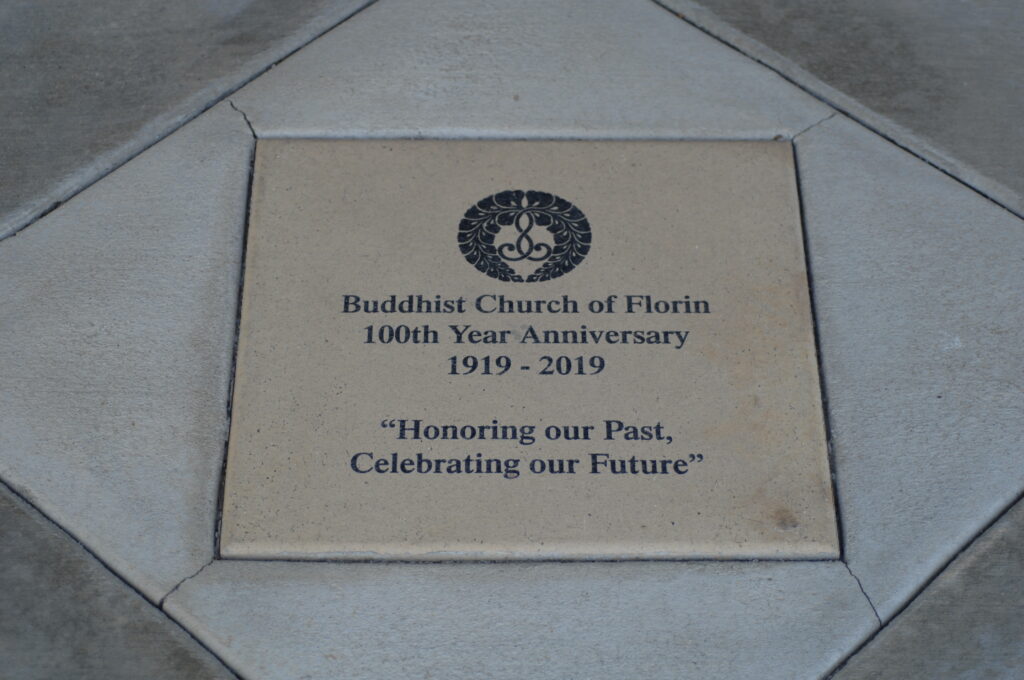 Buddhist Church of Florin
100th Year Anniversary
1919 - 2019
“Honoring our Past,
Celebrating our Future”